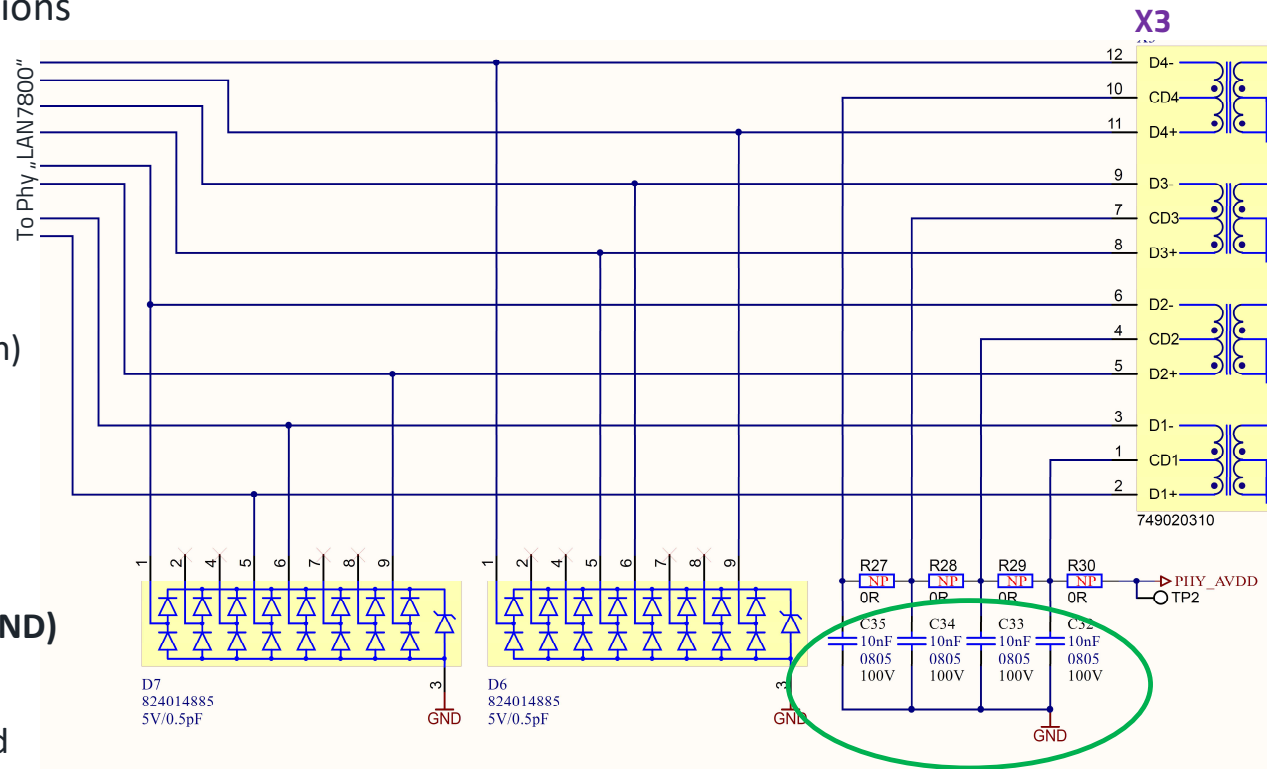 ions
X3
To Phy „LAN7800“
12 D4-
10 CD4
11 D4+
9 D3-
7 CD3
8 D3+
6 D2-
4 CD2
5 D2+
3 D1-
1 CD1
2 D1+
749020310
n)
ND)
d
1 2 4 5 6 7 8 9
1 2 4 5 6 7 8 9
R27 R28 R29 R30
NP NP NP NP
0R 0R 0R 0R
PHY_AVDD
TP2
C35 C34 C33 C32
10nF 10nF 10nF 10nF
0805 0805 0805 0805
100V 100V 100V 100V
GND
D7
824014885
5V/0.5pF
3
GND
D6
824014885
5V/0.5pF
3
GND